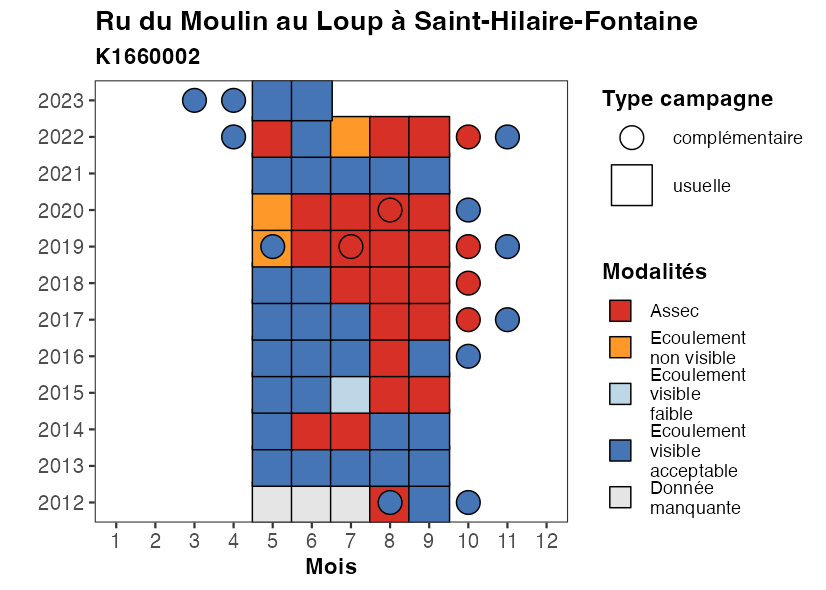 Ru du Moulin au Loup à Saint-Hilaire-Fontaine
K1660002
2023
2022
2021
2020
2019
2018
2017
2016
2015
2014
2013
2012
1 2 3 4 5 6 7 8 9 10 11 12
Mois
Type campagne
complémentaire
usuelle
Modalités
Assec
Ecoulement
non visible
Ecoulement
visible
faible
Ecoulement
visible
acceptable
Donnée
manquante